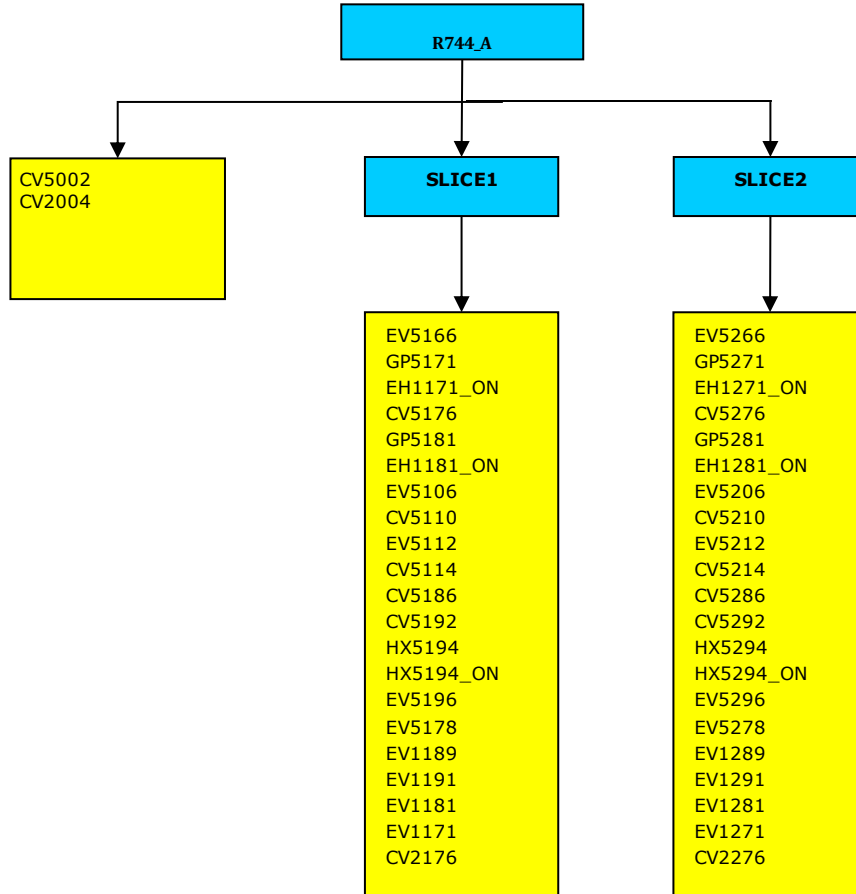 R744_A
CV5002
CV2004
SLICE1
SLICE2
EV5166
GP5171
EH1171_ON
CV5176
GP5181
EH1181_ON
EV5106
CV5110
EV5112
CV5114
CV5186
CV5192
HX5194
HX5194_ON
EV5196
EV5178
EV1189
EV1191
EV1181
EV1171
CV2176
EV5266
GP5271
EH1271_ON
CV5276
GP5281
EH1281_ON
EV5206
CV5210
EV5212
CV5214
CV5286
CV5292
HX5294
HX5294_ON
EV5296
EV5278
EV1289
EV1291
EV1281
EV1271
CV2276